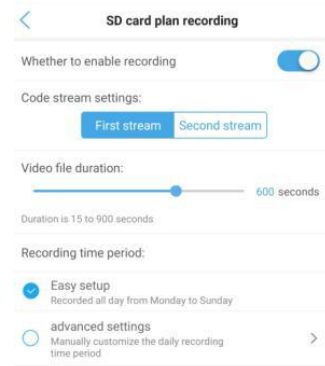 SD card plan recording
Whether to enable recording
Code stream settings:
First stream Second stream
Video file duration:
600 seconds
Duration is 15 to 900 seconds
Recording time period:
Easy setup
Recorded all day from Monday to Sunday
advanced settings
Manually customize the daily recording
time period